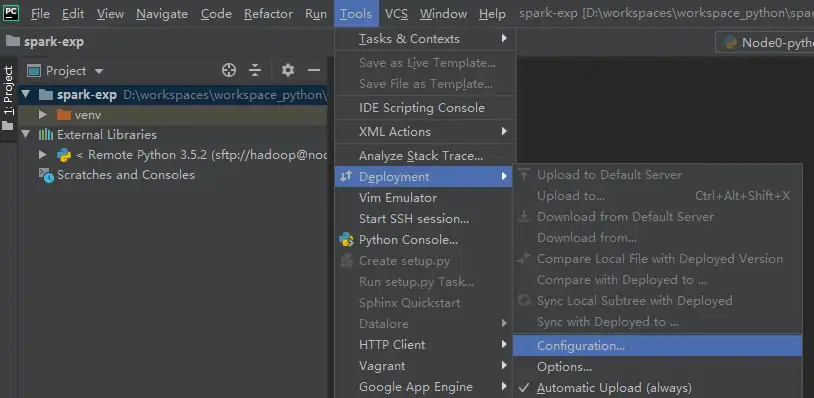 PC File Edit View Navigate Code Refactor Run Tools VCS Window Help spark-exp [D:\workspaces\workspace_python\spar
spark-exp
Node0-pyth
1: Project
Project
spark-exp D:\workspaces\workspace_python\
venv
External Libraries
< Remote Python 3.5.2 (sftp://hadoop@nod
Scratches and Consoles
Tasks & Contexts
Save as Live Template...
Save File as Template...
IDE Scripting Console
XML Actions
Analyze Stack Trace...
Deployment
Vim Emulator
Start SSH session...
Python Console...
Create setup.py
Run setup.py Task...
Sphinx Quickstart
Datalore
HTTP Client
Vagrant
Google App Engine
Upload to Default Server
Upload to... Ctrl+Alt+Shift+X
Download from Default Server
Download from...
Compare Local File with Deployed Version
Compare with Deployed to ...
Sync Local Subtree with Deployed
Sync with Deployed to ...
Configuration...
Options...
Automatic Upload (always)